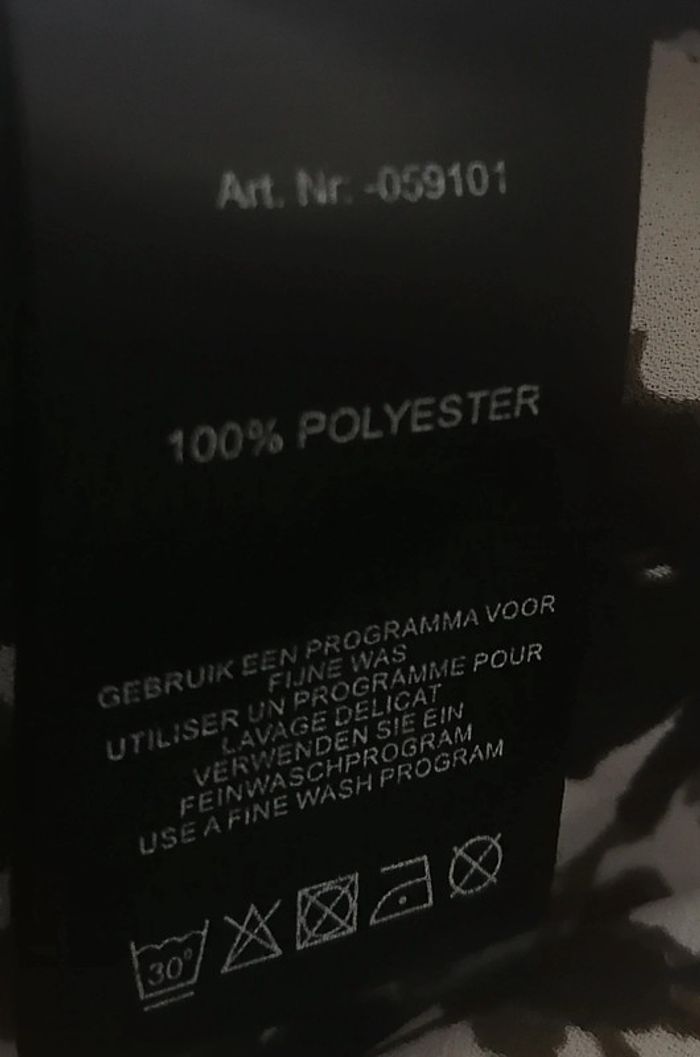 Art. Nr. -059101
100% POLYESTER
GEBRUIK EEN PROGRAMMA VOOR
FIJNE WAS
UTILISER UN PROGRAMME POUR
LAVAGE DELICAT
VERWENDEN SIE EIN
FEINWASCHPROGRAM
USE A FINE WASH PROGRAM
30°